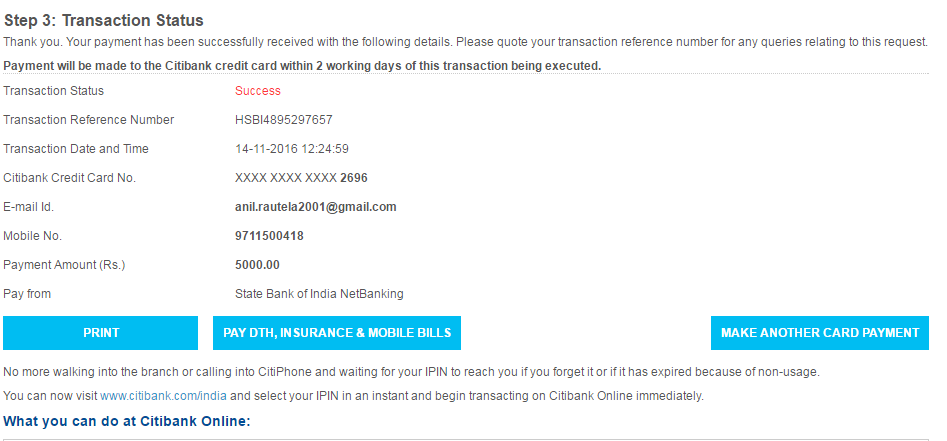 Step 3: Transaction Status
Thank you. Your payment has been successfully received with the following details. Please quote your transaction reference number for any queries relating to this request.
Payment will be made to the Citibank credit card within 2 working days of this transaction being executed.
Transaction Status Success
Transaction Reference Number HSBI4895297657
Transaction Date and Time 14-11-2016 12:24:59
Citibank Credit Card No. XXXX XXXX XXXX 2696
E-mail Id. anil.rautela2001@gmail.com
Mobile No. 9711500418
Payment Amount (Rs.) 5000.00
Pay from State Bank of India NetBanking
PRINT PAY DTH, INSURANCE & MOBILE BILLS MAKE ANOTHER CARD PAYMENT
No more walking into the branch or calling into CitiPhone and waiting for your IPIN to reach you if you forget it or if it has expired because of non-usage.
You can now visit www.citibank.com/india and select your IPIN in an instant and begin transacting on Citibank Online immediately.
What you can do at Citibank Online: